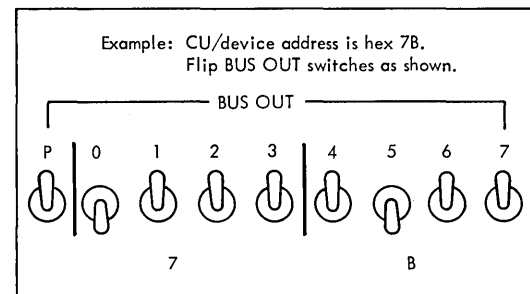 Example: CU/device address is hex 7B.
Flip BUS OUT switches as shown.
BUS OUT
P 0 1 2 3 4 5 6 7
7 B